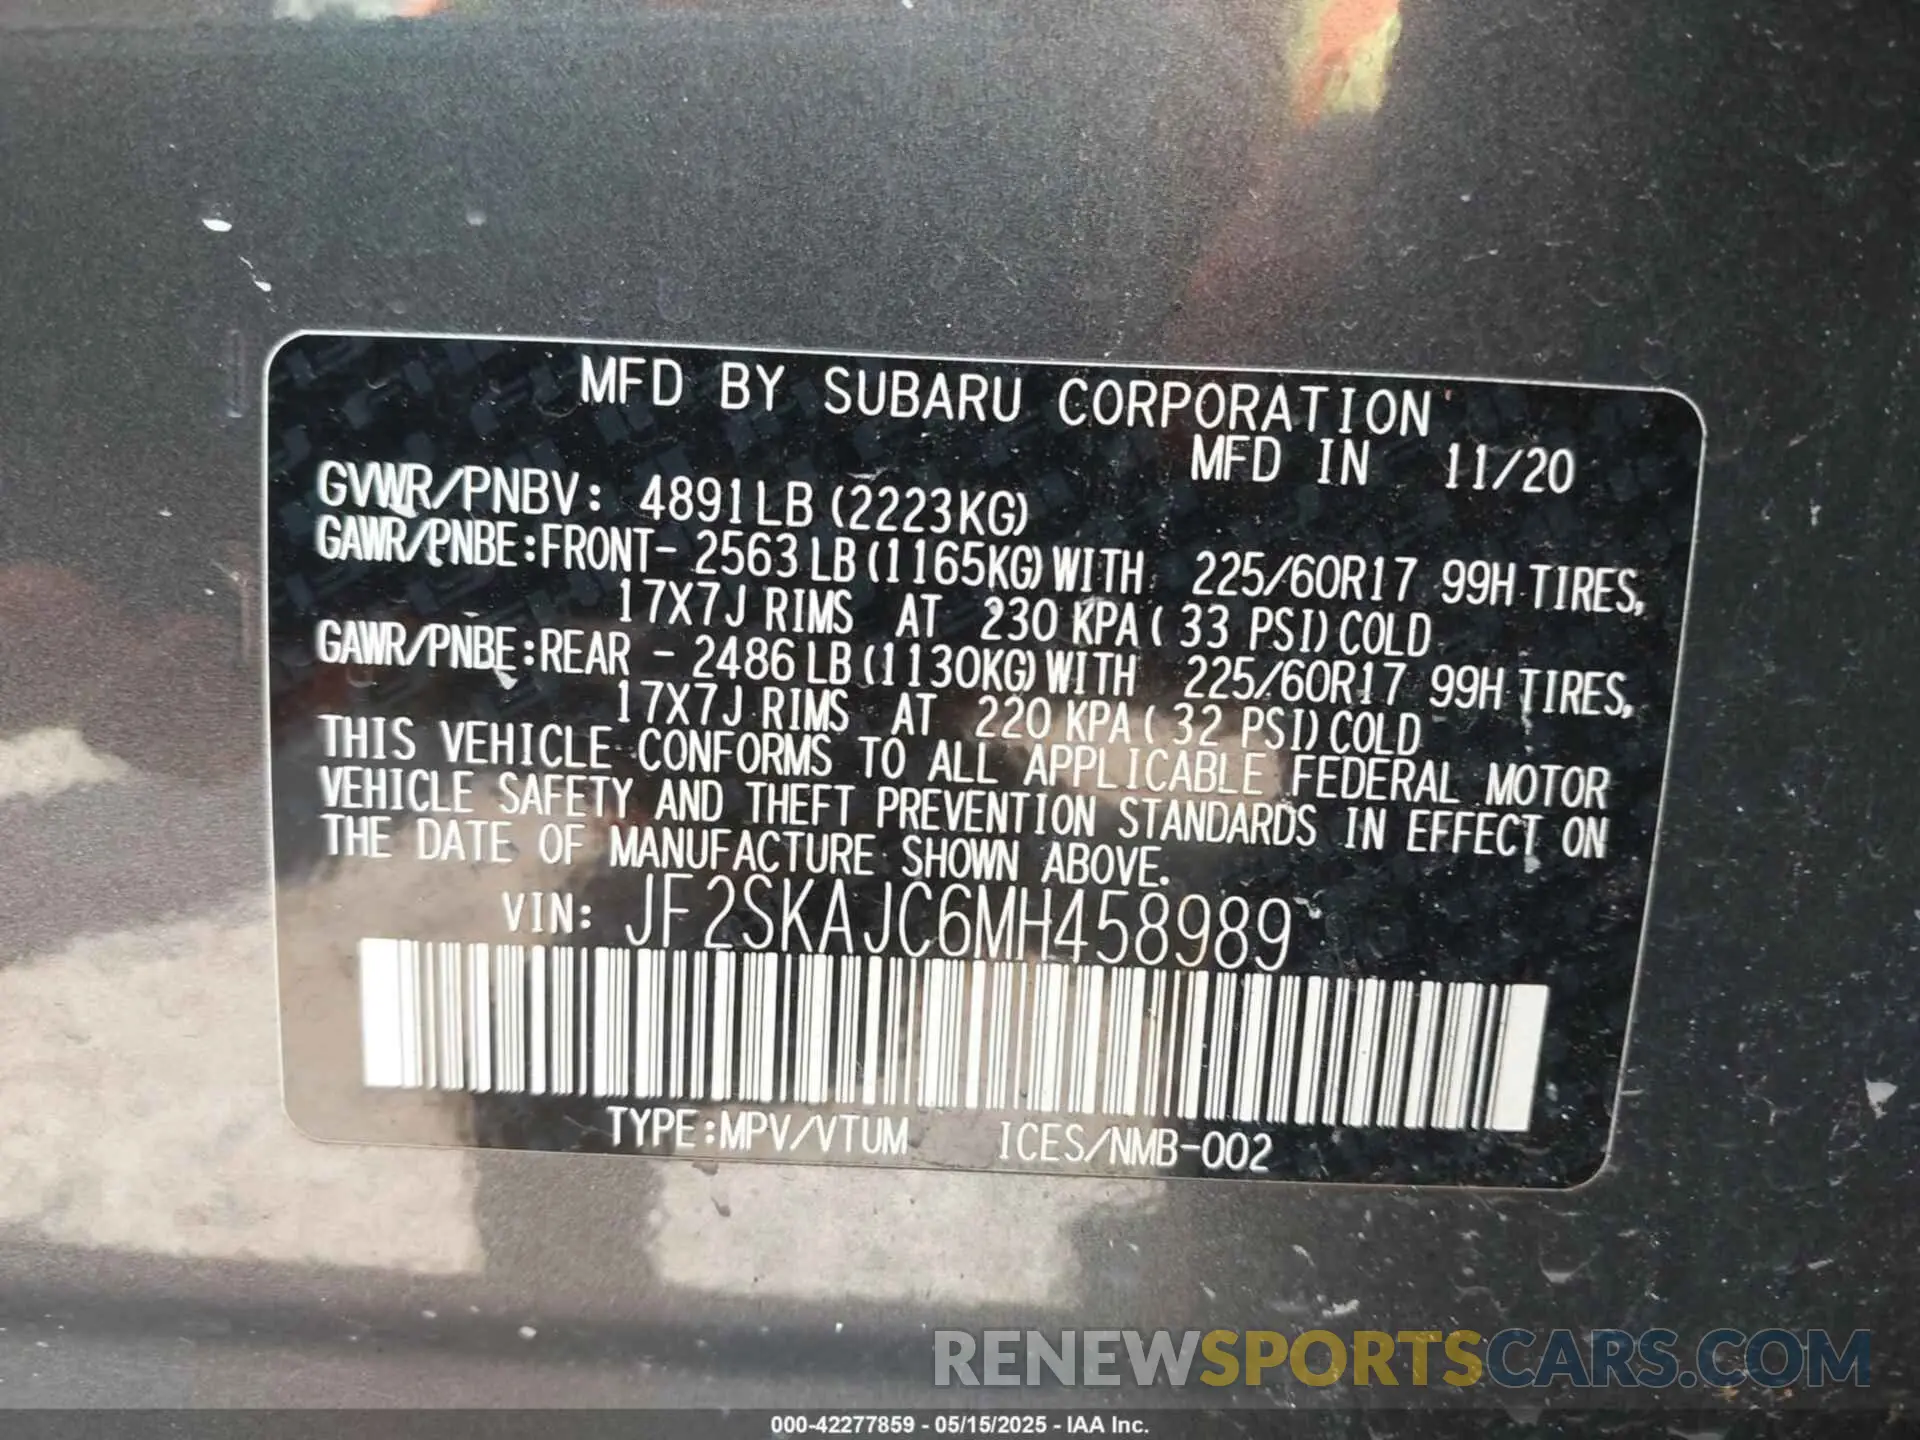 MFD BY SUBARU CORPORATION
MFD IN 11/20
GVWR/PNBV: 4891LB (2223KG)
GAWR/PNBE:FRONT- 2563 LB (1165KG) WITH 225/60R17 99H TIRES,
17X7J RIMS AT 230 KPA ( 33 PSI) COLD
GAWR/PNBE:REAR - 2486 LB (1130KG) WITH 225/60R17 99H TIRES,
17X7J RIMS AT 220 KPA ( 32 PSI) COLD
THIS VEHICLE CONFORMS TO ALL APPLICABLE FEDERAL MOTOR
VEHICLE SAFETY AND THEFT PREVENTION STANDARDS IN EFFECT ON
THE DATE OF MANUFACTURE SHOWN ABOVE.
VIN: JF2SKAJC6MH458989
TYPE:MPV/VTUM ICES/NMB-002
RENEWSPORTSCARS.COM
000-42277859 - 05/15/2025 - IAA Inc.